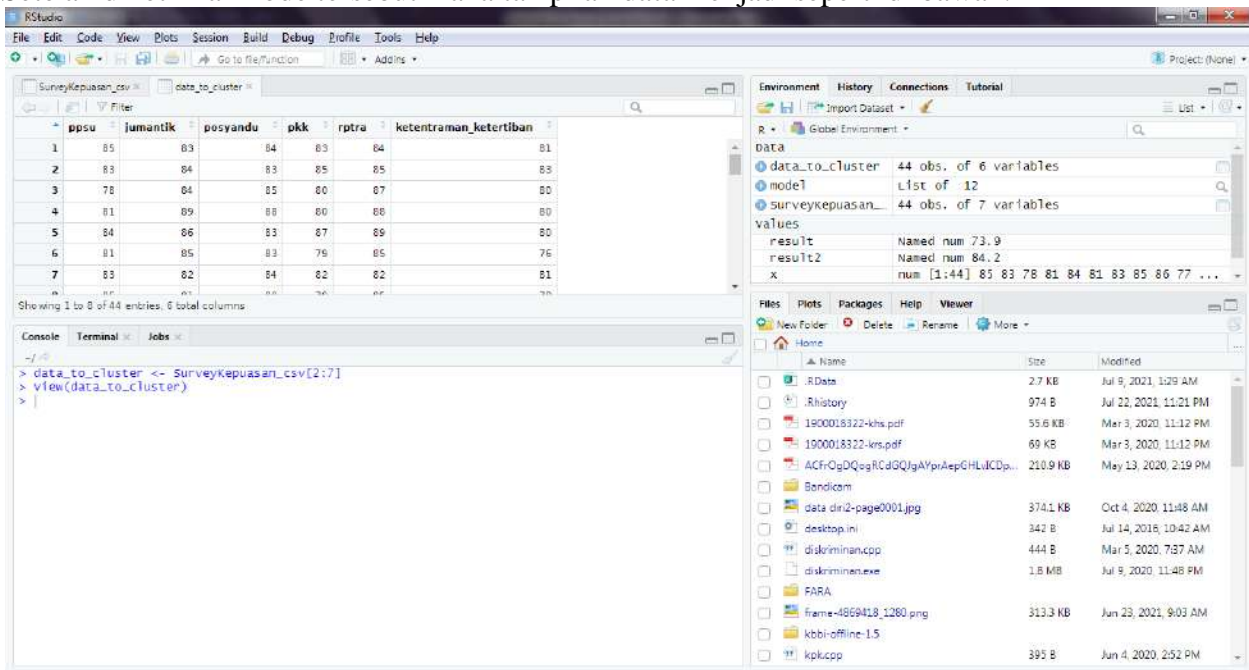 RStudio
File Edit Code View Plots Session Build Debug Profile Tools Help
Go to file/function Addins
Project: (None)
SurveyKepuasan_csv data_to_cluster
Filter
ppsu jumantik posyandu pkk rptra ketentraman_ketertiban
1 85 83 84 83 84 81
2 83 84 83 85 85 83
3 78 84 85 80 87 80
4 81 89 88 80 88 80
5 84 86 83 87 89 80
6 81 85 83 79 85 76
7 83 82 84 82 82 81
Showing 1 to 8 of 44 entries, 6 total columns
Console Terminal Jobs
~/
> data_to_cluster <- SurveyKepuasan_csv[2:7]
> view(data_to_cluster)
>
Environment History Connections Tutorial
Import Dataset List
R Global Environment
Data
data_to_cluster 44 obs. of 6 variables
model List of 12
SurveyKepuasan_… 44 obs. of 7 variables
values
result Named num 73.9
result2 Named num 84.2
x num [1:44] 85 83 78 81 84 81 83 85 86 77 ...
Files Plots Packages Help Viewer
New Folder Delete Rename More
Home
Name Size Modified
.RData 2.7 KB Jul 9, 2021, 1:29 AM
.Rhistory 974 B Jul 22, 2021, 11:21 PM
1900018322-khs.pdf 55.6 KB Mar 3, 2020, 11:12 PM
1900018322-krs.pdf 69 KB Mar 3, 2020, 11:12 PM
210.9 KB May 13, 2020, 2:19 PM
Bandicam
data diri2-page0001.jpg 374.1 KB Oct 4, 2020, 11:48 AM
desktop.ini 342 B Jul 14, 2016, 10:42 AM
diskriminan.cpp 444 B Mar 5, 2020, 7:37 AM
diskriminan.exe 1.8 MB Jul 9, 2020, 11:48 PM
FARA
frame-4869418_1280.png 313.3 KB Jun 23, 2021, 9:03 AM
kbbi-offline-1.5
kpk.cpp 395 B Jun 4, 2020, 2:52 PM